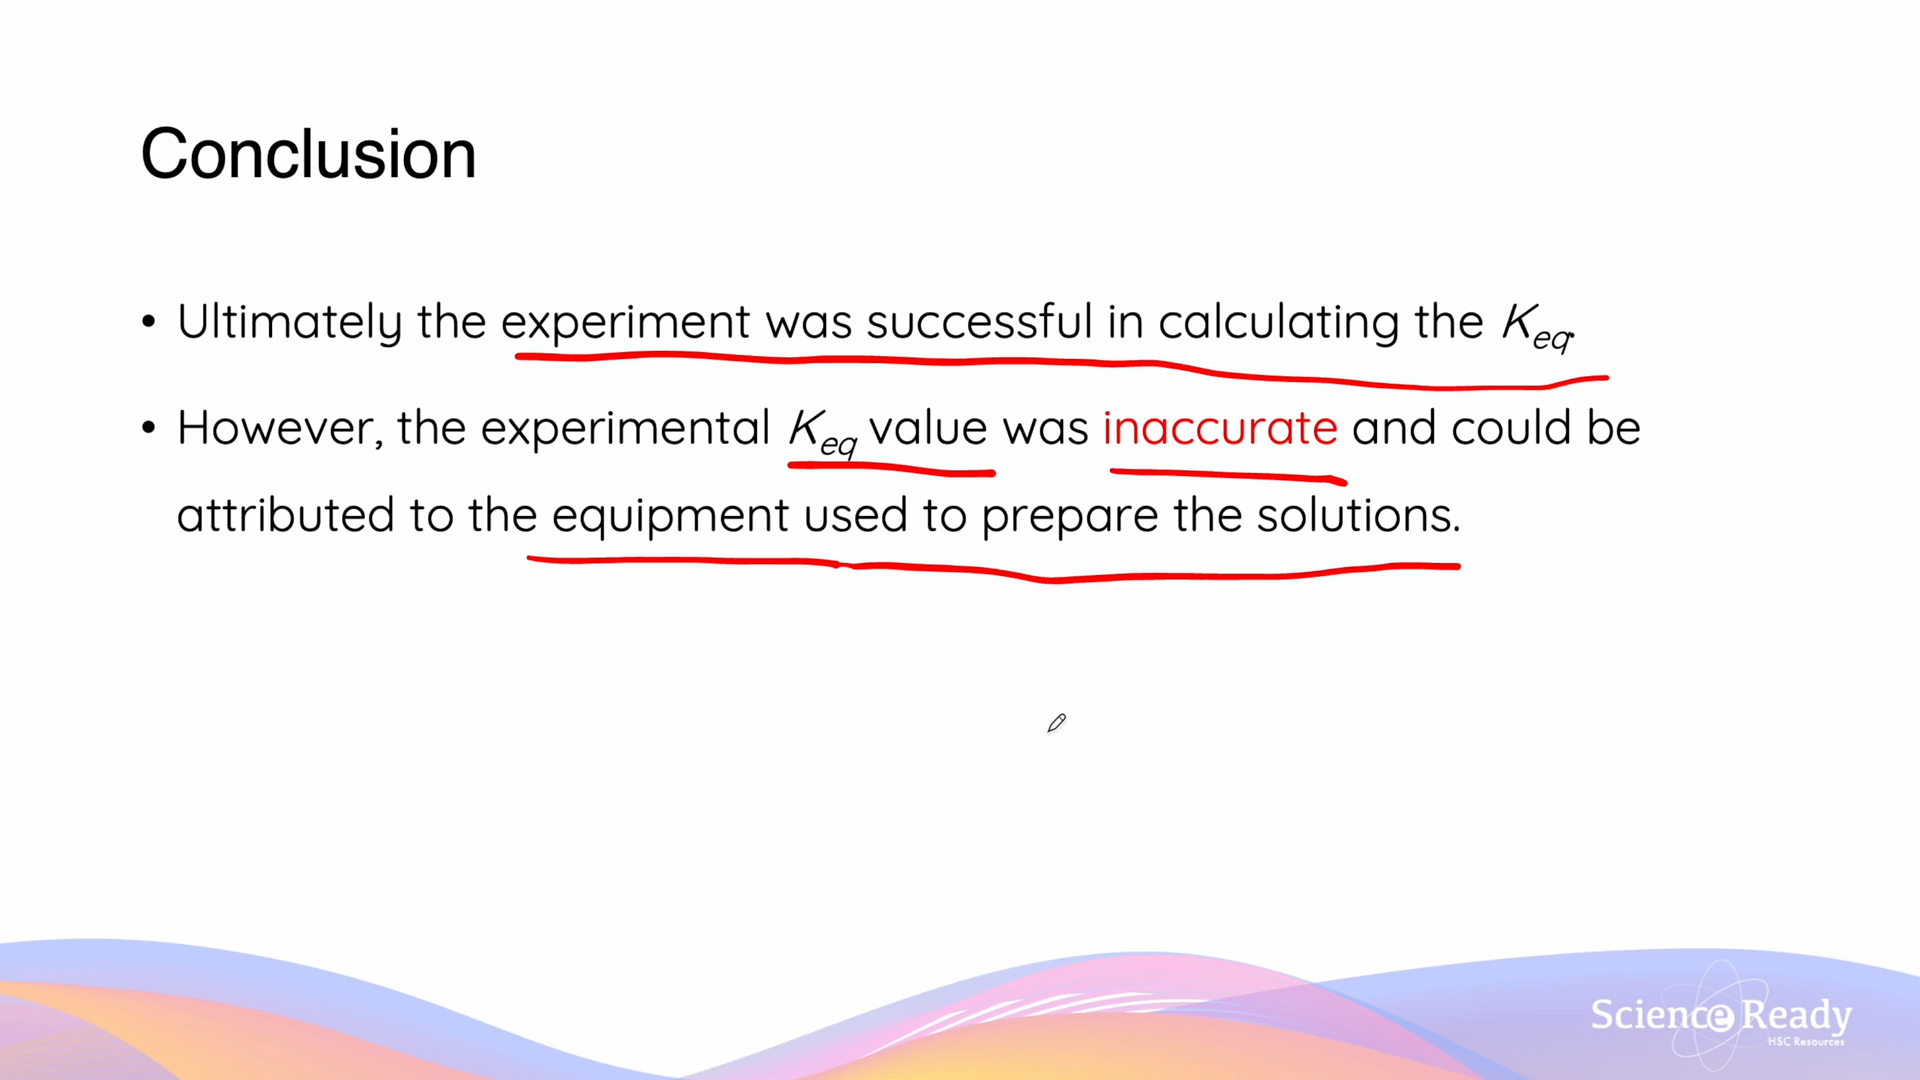 Conclusion
• Ultimately the experiment was successful in calculating the Keq.
• However, the experimental Keq value was inaccurate and could be
attributed to the equipment used to prepare the solutions.
Science Ready
HSC Resources